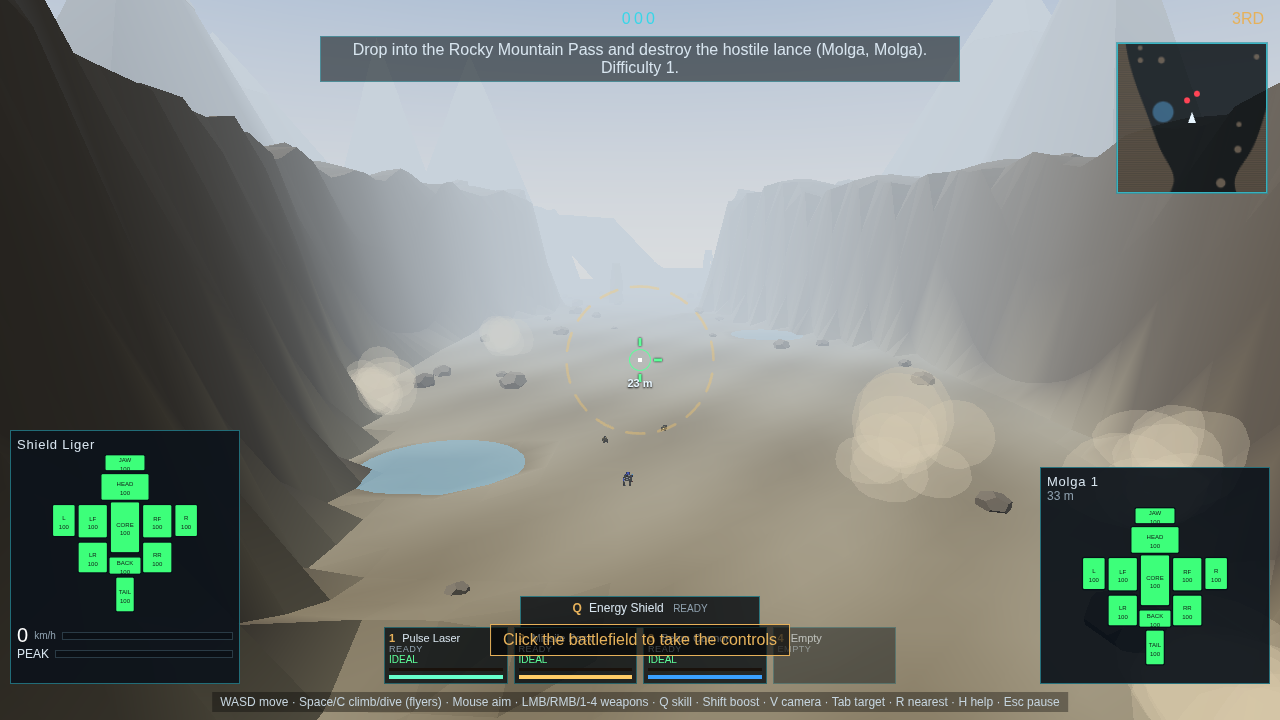 000
3RD
Drop into the Rocky Mountain Pass and destroy the hostile lance (Molga, Molga).
Difficulty 1.
23 m
Shield Liger
JAW
100
HEAD
100
L
100
LF
100
CORE
100
RF
100
R
100
LR
100
BACK
100
RR
100
TAIL
100
0 km/h
PEAK
Molga 1
33 m
JAW
100
HEAD
100
L
100
LF
100
CORE
100
RF
100
R
100
LR
100
BACK
100
RR
100
TAIL
100
Q Energy Shield READY
1 Pulse Laser
READY
IDEAL
READY
IDEAL
READY
IDEAL
4 Empty
EMPTY
Click the battlefield to take the controls
WASD move · Space/C climb/dive (flyers) · Mouse aim · LMB/RMB/1-4 weapons · Q skill · Shift boost · V camera · Tab target · R nearest · H help · Esc pause